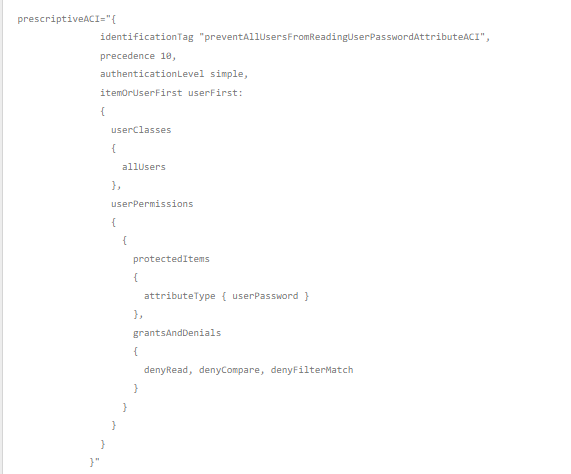 prescriptiveACI="{
identificationTag "preventAllUsersFromReadingUserPasswordAttributeACI",
precedence 10,
authenticationLevel simple,
itemOrUserFirst userFirst:
{
userClasses
{
allUsers
},
userPermissions
{
{
protectedItems
{
attributeType { userPassword }
},
grantsAndDenials
{
denyRead, denyCompare, denyFilterMatch
}
}
}
}
}"